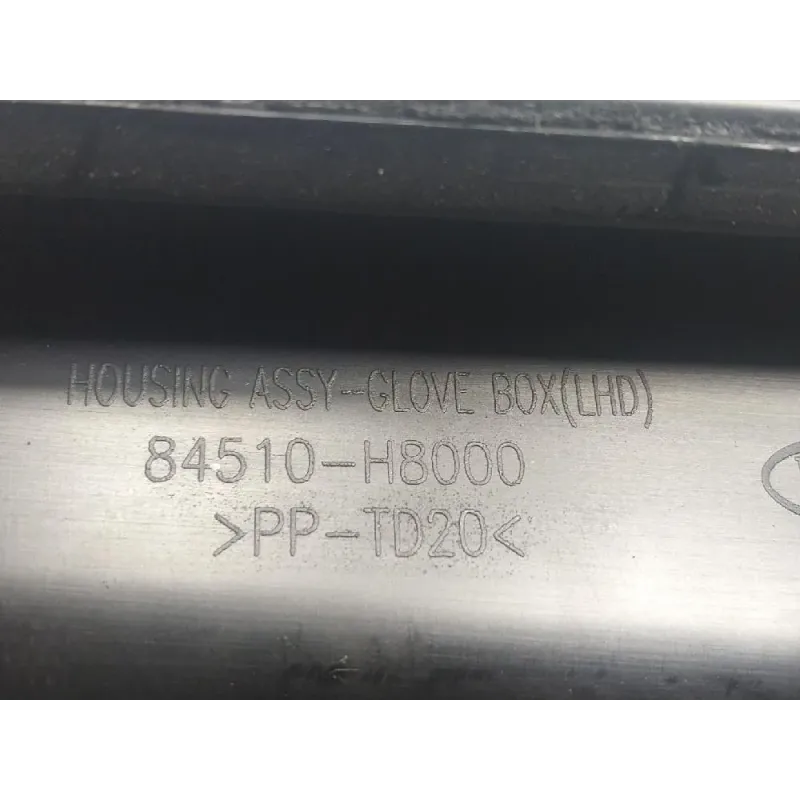 HOUSING ASSY-GLOVE BOX(LHD)
84510-H8000
>PP-TD20<